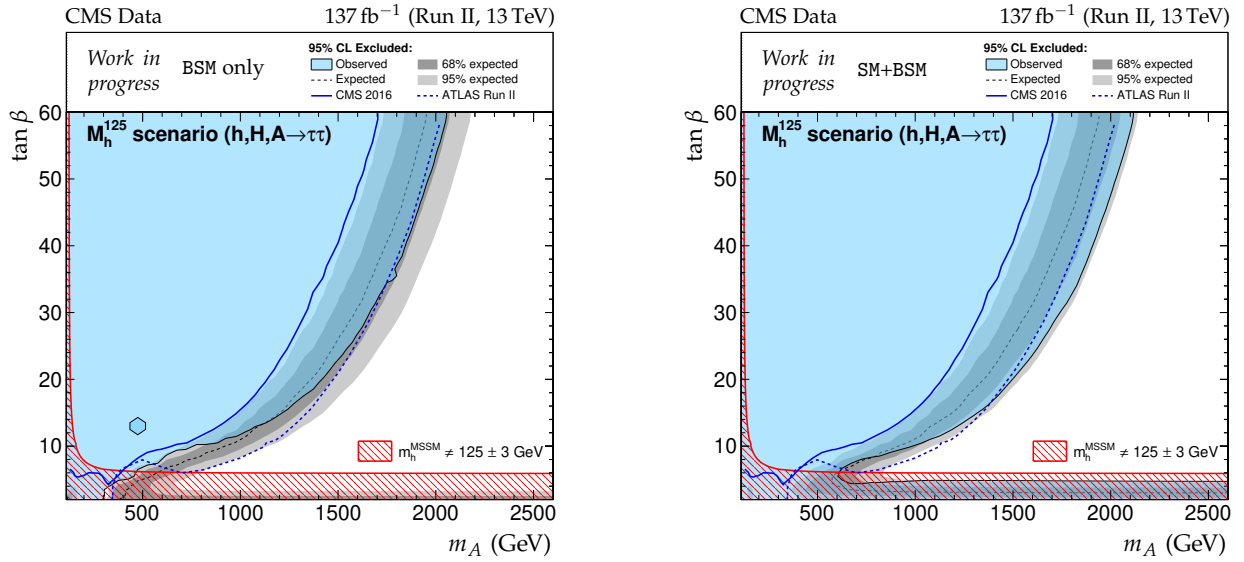 CMS Data 137 fb⁻¹ (Run II, 13 TeV)
Work in progress BSM only
95% CL Excluded:
Observed 68% expected
Expected 95% expected
CMS 2016 ATLAS Run II
M_h^125 scenario (h,H,A→ττ)
tan β
60
50
40
30
20
10
m_h^MSSM ≠ 125 ± 3 GeV
500 1000 1500 2000 2500
m_A (GeV)
CMS Data 137 fb⁻¹ (Run II, 13 TeV)
Work in progress SM+BSM
95% CL Excluded:
Observed 68% expected
Expected 95% expected
CMS 2016 ATLAS Run II
M_h^125 scenario (h,H,A→ττ)
tan β
60
50
40
30
20
10
m_h^MSSM ≠ 125 ± 3 GeV
500 1000 1500 2000 2500
m_A (GeV)